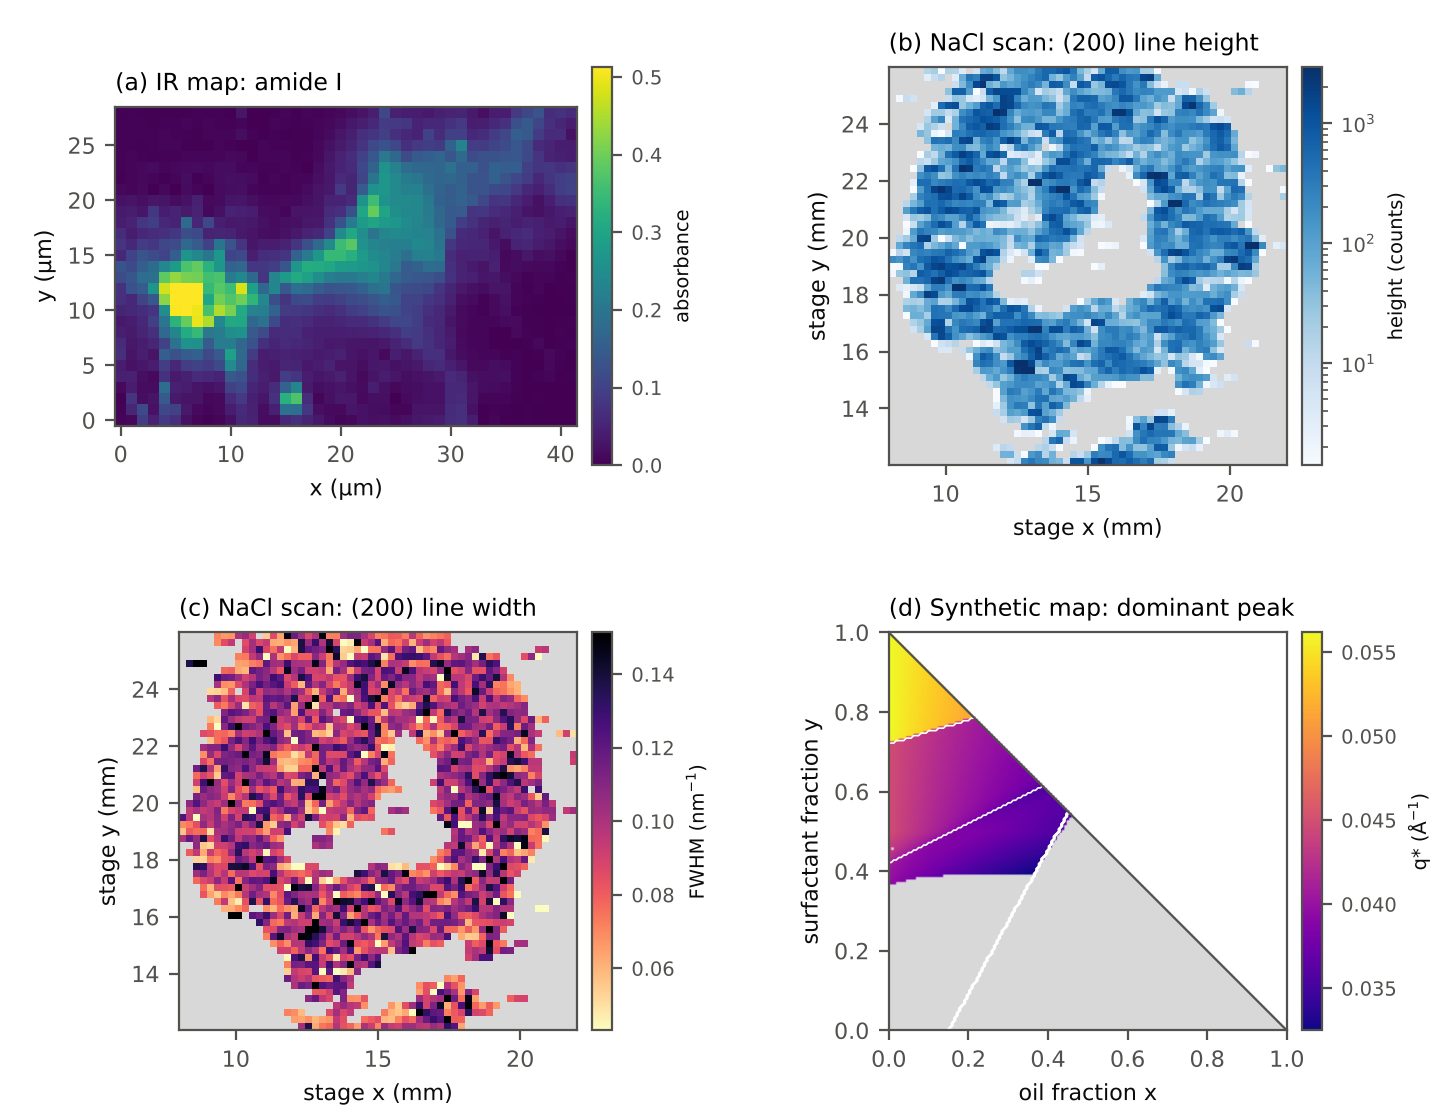 (a) IR map: amide I
25
20
15
10
5
0
y (µm)
0 10 20 30 40
x (µm)
0.5
0.4
0.3
0.2
0.1
0.0
absorbance
(b) NaCl scan: (200) line height
24
22
20
18
16
14
stage y (mm)
10 15 20
stage x (mm)
10³
10²
10¹
height (counts)
(c) NaCl scan: (200) line width
24
22
20
18
16
14
stage y (mm)
10 15 20
stage x (mm)
0.14
0.12
0.10
0.08
0.06
FWHM (nm⁻¹)
(d) Synthetic map: dominant peak
1.0
0.8
0.6
0.4
0.2
0.0
surfactant fraction y
0.0 0.2 0.4 0.6 0.8 1.0
oil fraction x
0.055
0.050
0.045
0.040
0.035
q* (Å⁻¹)